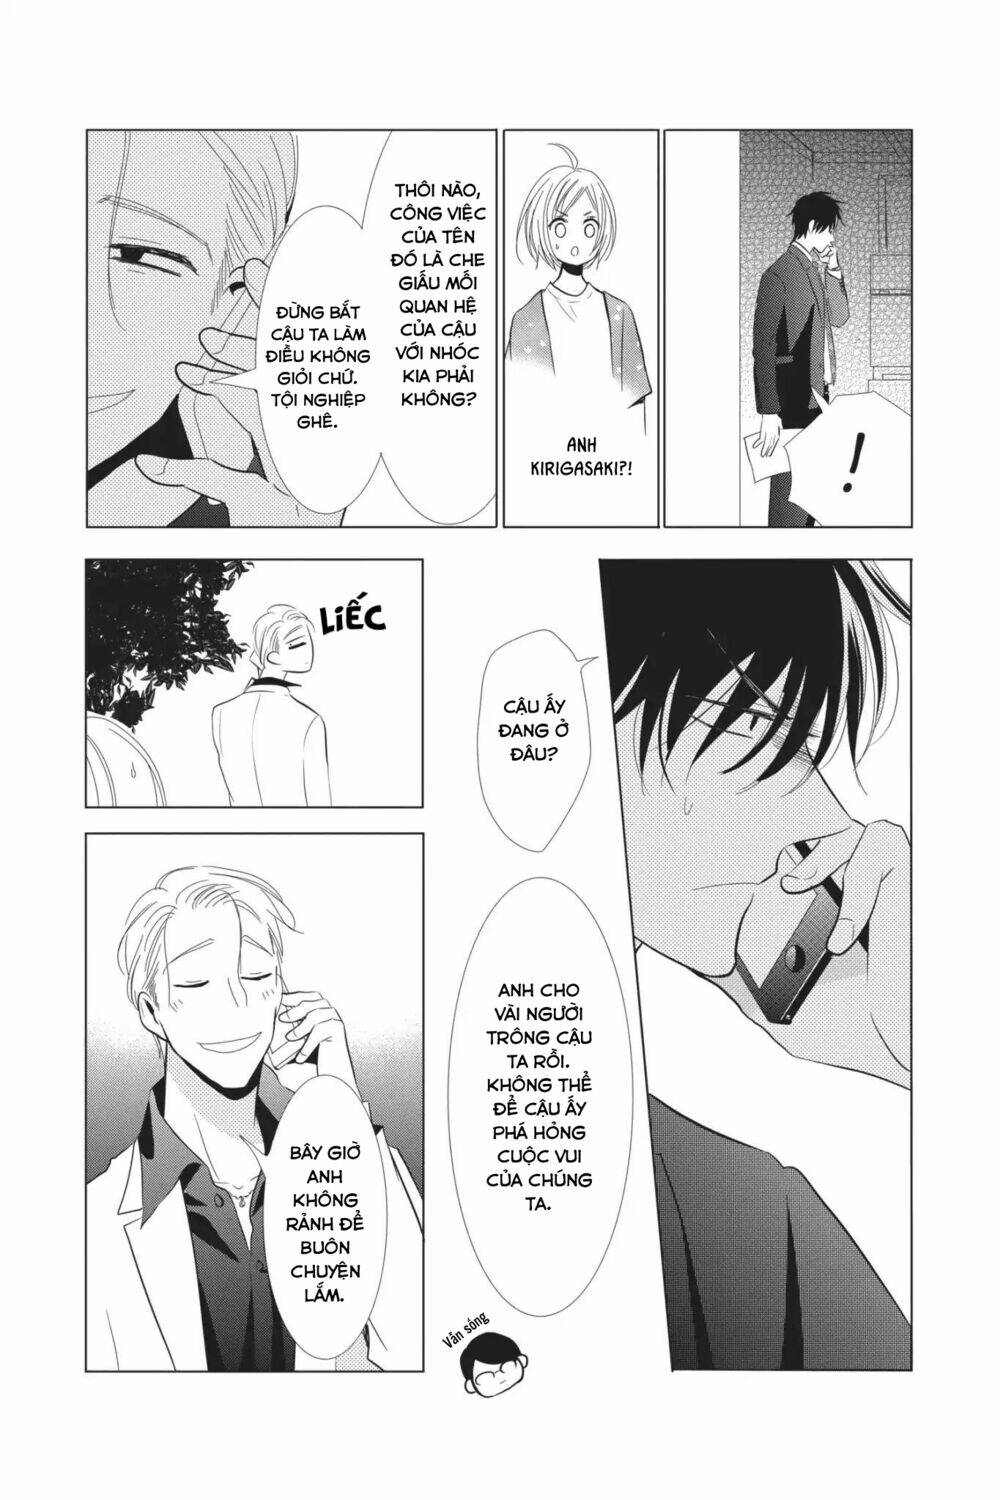 !
ANH
KIRIGASAKI?!
THÔI NÀO,
CÔNG VIỆC
CỦA TÊN
ĐÓ LÀ CHE
GIẤU MỐI
QUAN HỆ
CỦA CẬU
VỚI NHÓC
KIA PHẢI
KHÔNG?
ĐỪNG BẮT
CẬU TA LÀM
ĐIỀU KHÔNG
GIỎI CHỨ.
TỘI NGHIỆP
GHÊ.
CẬU ẤY
ĐANG Ở
ĐÂU?
LIẾC
ANH CHO
VÀI NGƯỜI
TRÔNG CẬU
TA RỒI.
KHÔNG THỂ
ĐỂ CẬU ẤY
PHÁ HỎNG
CUỘC VUI
CỦA CHÚNG
TA.
BÂY GIỜ
ANH
KHÔNG
RẢNH ĐỂ
BUÔN
CHUYỆN
LẮM.
Vẫn sống